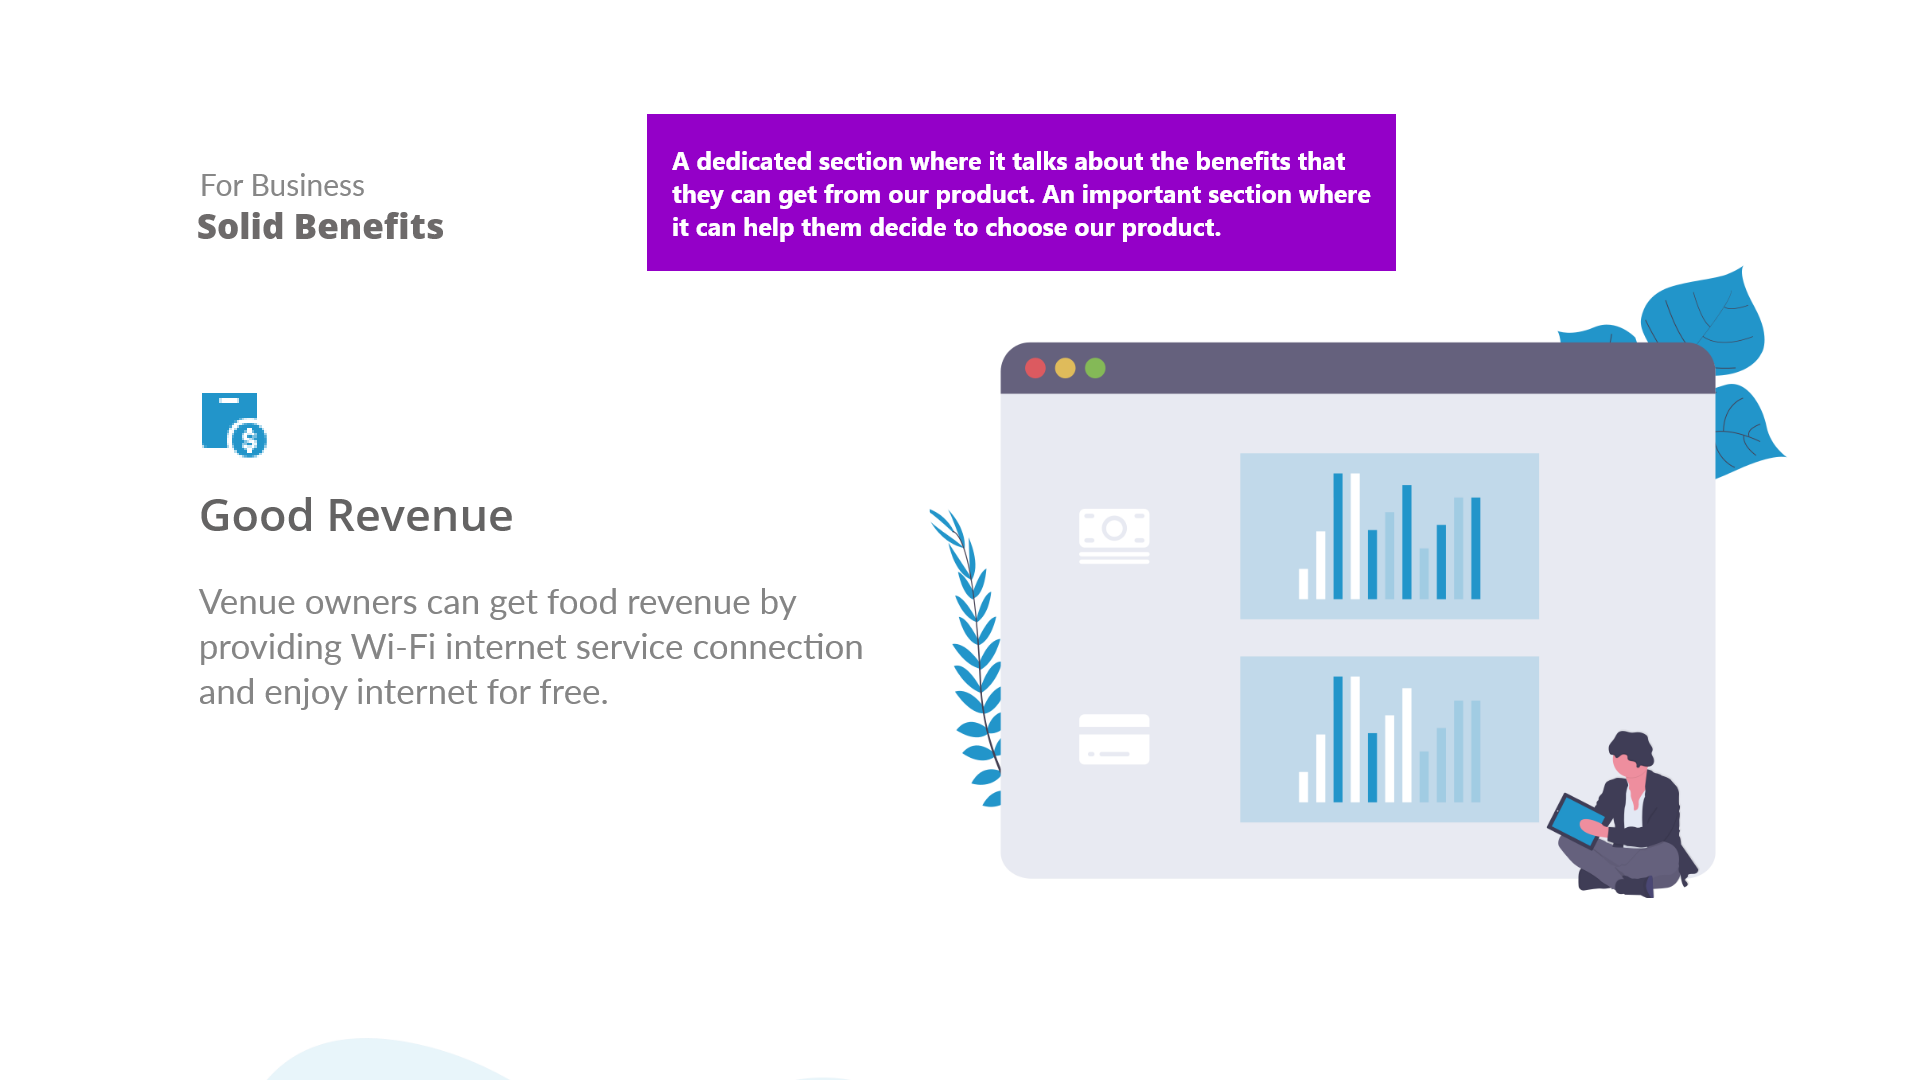 For Business
Solid Benefits
A dedicated section where it talks about the benefits that
they can get from our product. An important section where
it can help them decide to choose our product.
$
Good Revenue
Venue owners can get food revenue by
providing Wi-Fi internet service connection
and enjoy internet for free.